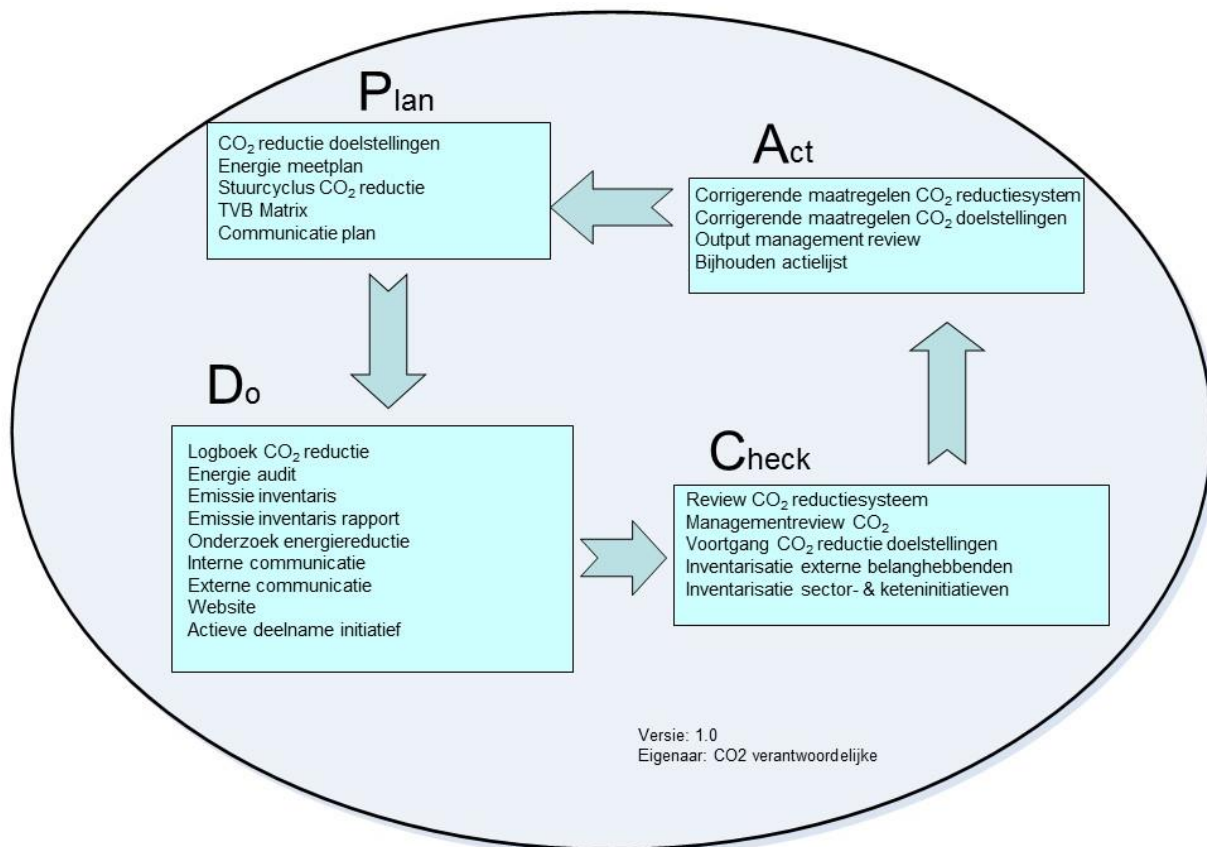 Plan
CO₂ reductie doelstellingen
Energie meetplan
Stuurcyclus CO₂ reductie
TVB Matrix
Communicatie plan
Act
Corrigerende maatregelen CO₂ reductiesystem
Corrigerende maatregelen CO₂ doelstellingen
Output management review
Bijhouden actielijst
Do
Logboek CO₂ reductie
Energie audit
Emissie inventaris
Emissie inventaris rapport
Onderzoek energiereductie
Interne communicatie
Externe communicatie
Website
Actieve deelname initiatief
Check
Review CO₂ reductiesysteem
Managementreview CO₂
Voortgang CO₂ reductie doelstellingen
Inventarisatie externe belanghebbenden
Inventarisatie sector- & keteninitiatieven
Versie: 1.0
Eigenaar: CO2 verantwoordelijke